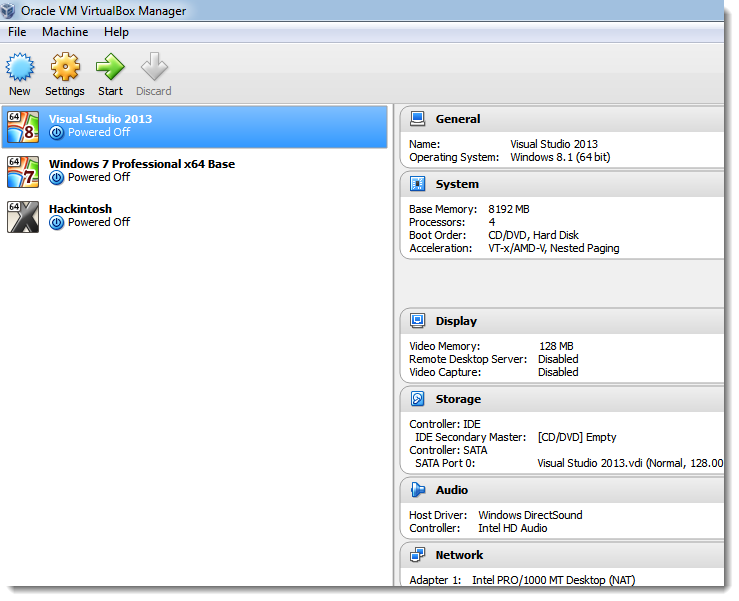 Oracle VM VirtualBox Manager
File Machine Help
New Settings Start Discard
64 8 Visual Studio 2013
Powered Off
64 7 Windows 7 Professional x64 Base
Powered Off
64 X Hackintosh
Powered Off
General
Name: Visual Studio 2013
Operating System: Windows 8.1 (64 bit)
System
Base Memory: 8192 MB
Processors: 4
Boot Order: CD/DVD, Hard Disk
Acceleration: VT-x/AMD-V, Nested Paging
Display
Video Memory: 128 MB
Remote Desktop Server: Disabled
Video Capture: Disabled
Storage
Controller: IDE
IDE Secondary Master: [CD/DVD] Empty
Controller: SATA
SATA Port 0: Visual Studio 2013.vdi (Normal, 128.00
Audio
Host Driver: Windows DirectSound
Controller: Intel HD Audio
Network
Adapter 1: Intel PRO/1000 MT Desktop (NAT)